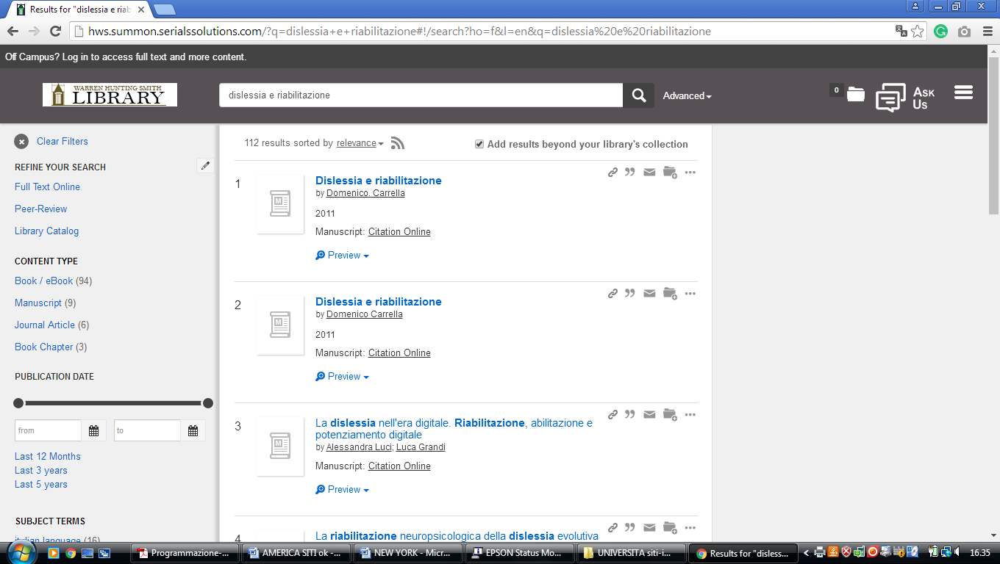 Results for "dislessia e riab
hws.summon.serialssolutions.com/?q=dislessia+e+riabilitazione#!/search?ho=f&l=en&q=dislessia%20e%20riabilitazione
Off Campus? Log in to access full text and more content.
WARREN HUNTING SMITH
LIBRARY
dislessia e riabilitazione
Advanced
0
ASK
US
Clear Filters
REFINE YOUR SEARCH
Full Text Online
Peer-Review
Library Catalog
CONTENT TYPE
Book / eBook (94)
Manuscript (9)
Journal Article (6)
Book Chapter (3)
PUBLICATION DATE
from
to
Last 12 Months
Last 3 years
Last 5 years
SUBJECT TERMS
italian language (16)
112 results sorted by relevance
Add results beyond your library's collection
1
Dislessia e riabilitazione
by Domenico. Carrella
2011
Manuscript: Citation Online
Preview
2
Dislessia e riabilitazione
by Domenico Carrella
2011
Manuscript: Citation Online
Preview
3
La dislessia nell'era digitale. Riabilitazione, abilitazione e
potenziamento digitale
by Alessandra Luci; Luca Grandi
Manuscript: Citation Online
Preview
4
La riabilitazione neuropsicologica della dislessia evolutiva
Programmazione-...
AMERICA SITI ok -...
NEW YORK - Micr...
EPSON Status Mo...
UNIVERSITA siti-i...
Results for "disless...
16.35